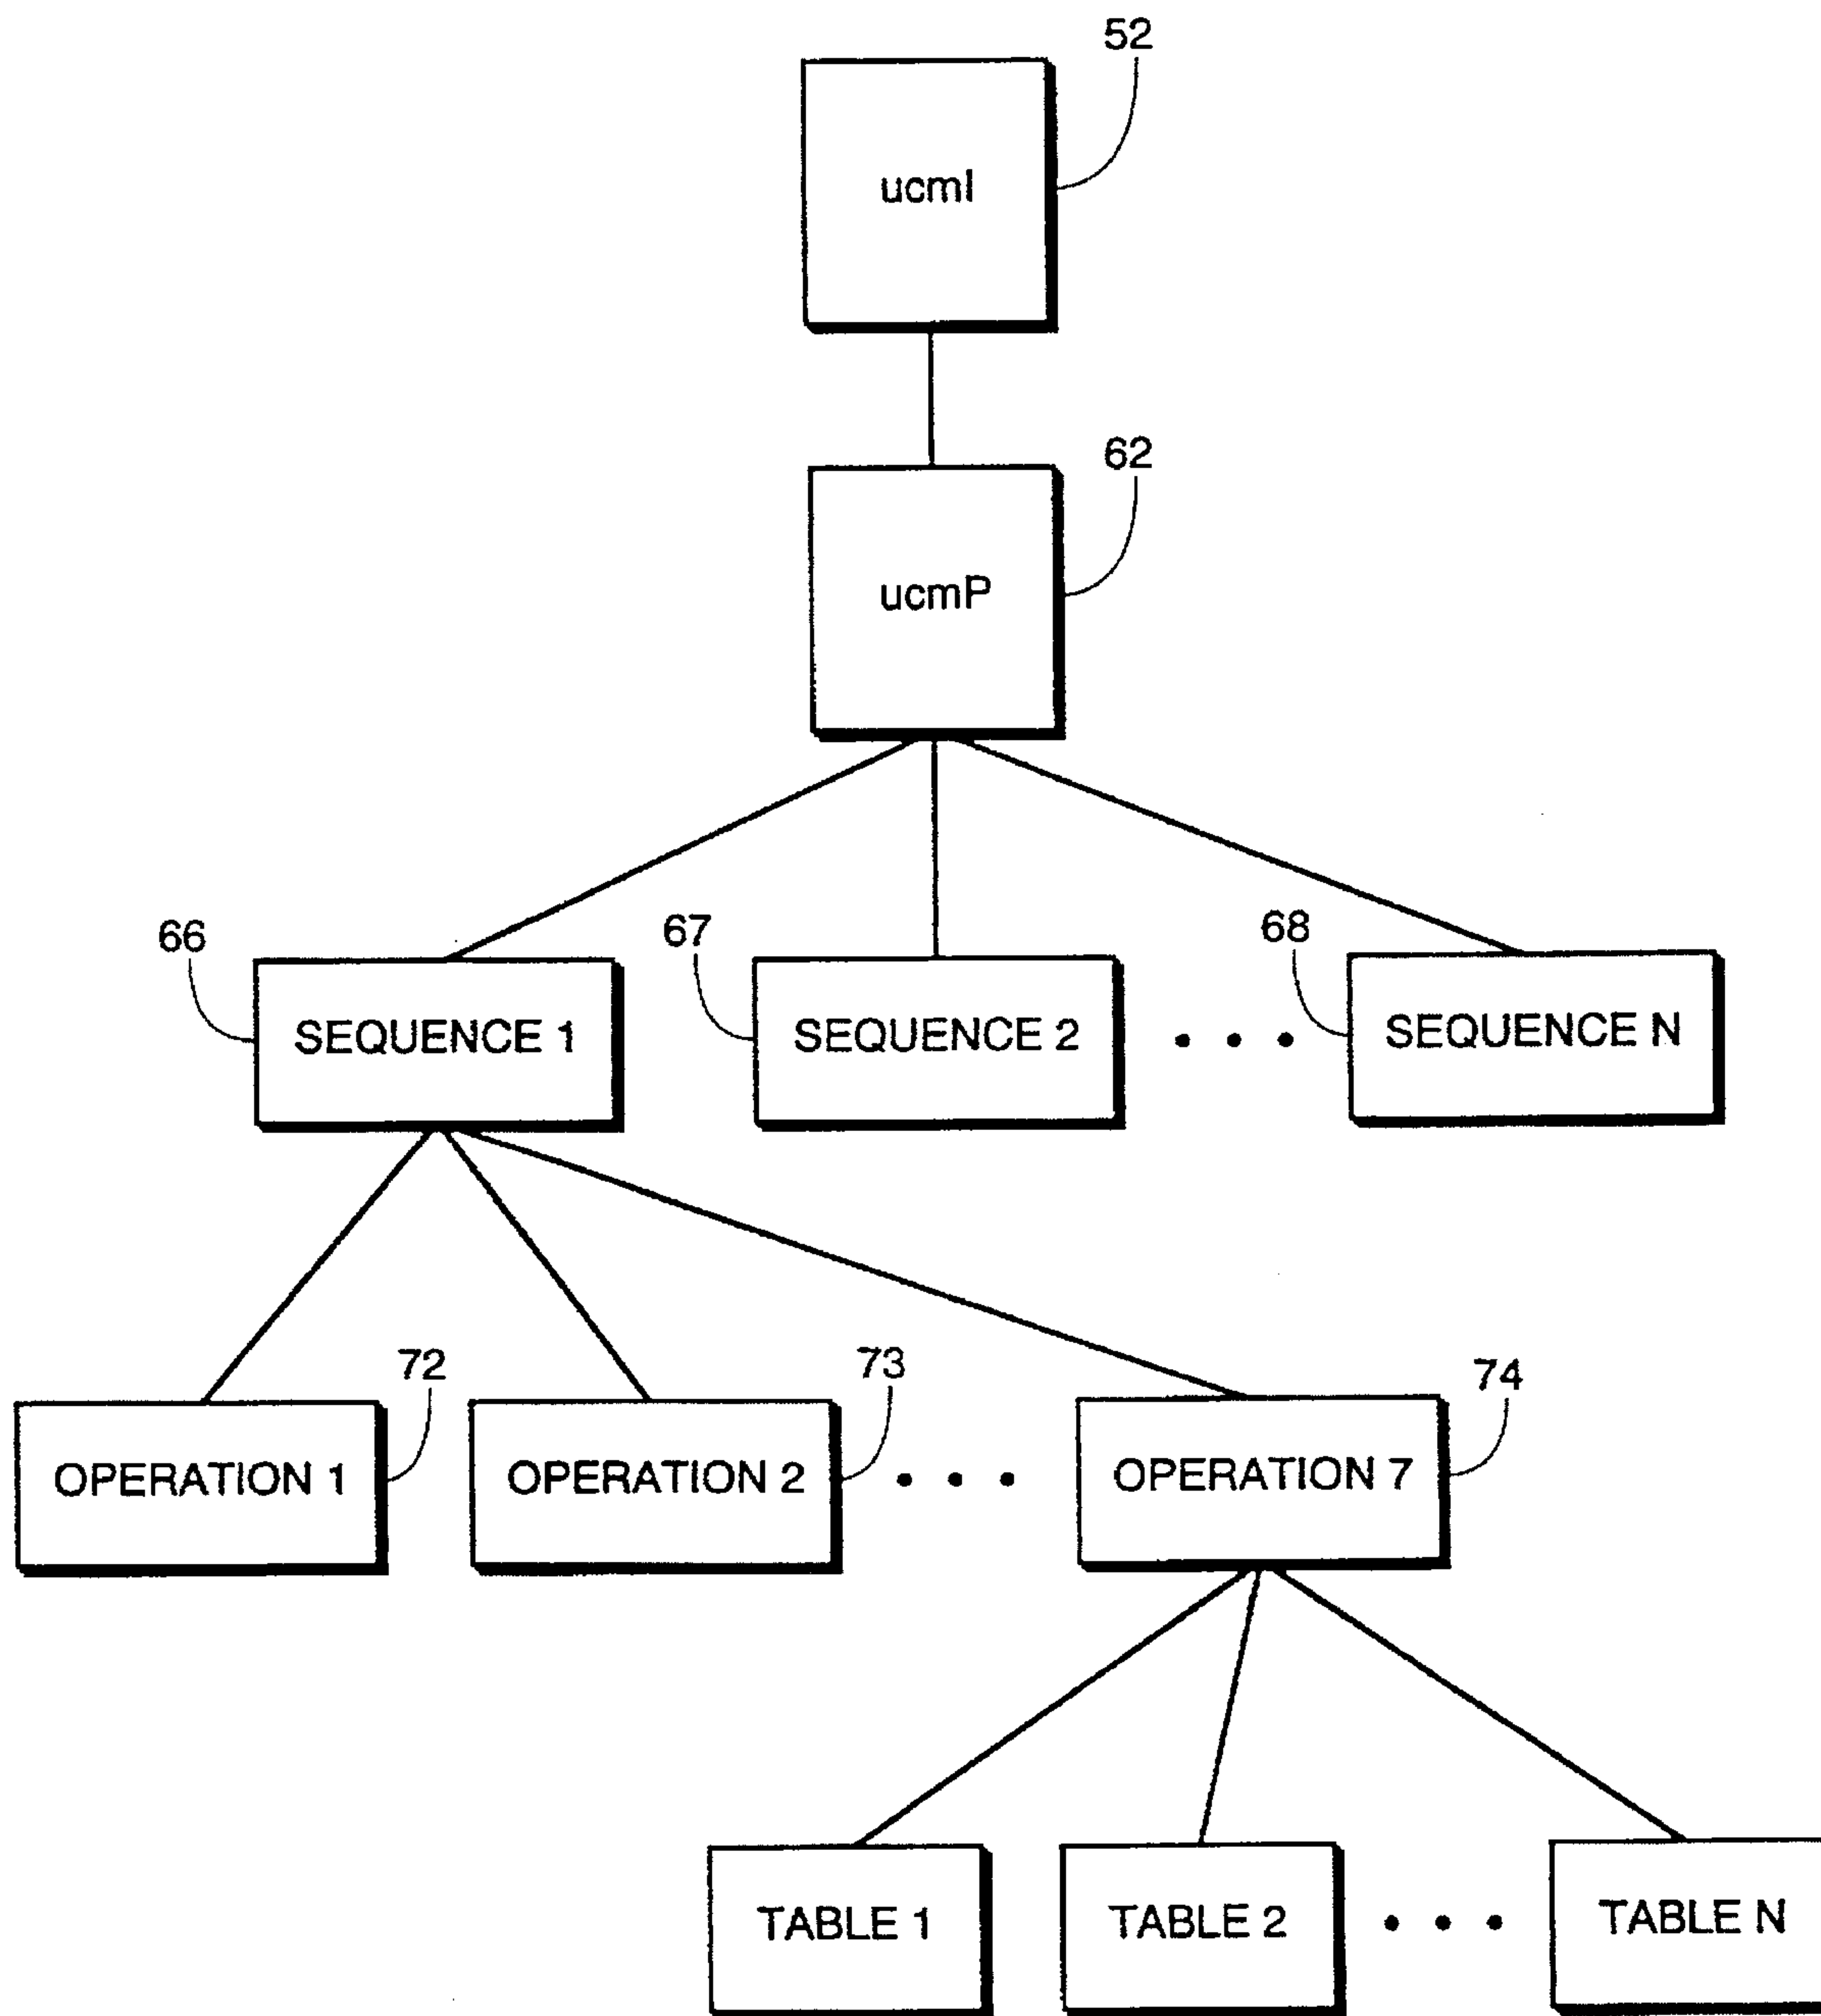 52
ucmI
62
ucmP
66
67
68
SEQUENCE 1
SEQUENCE 2
• • •
SEQUENCE N
72
73
74
OPERATION 1
OPERATION 2
• • •
OPERATION 7
TABLE 1
TABLE 2
• • •
TABLE N